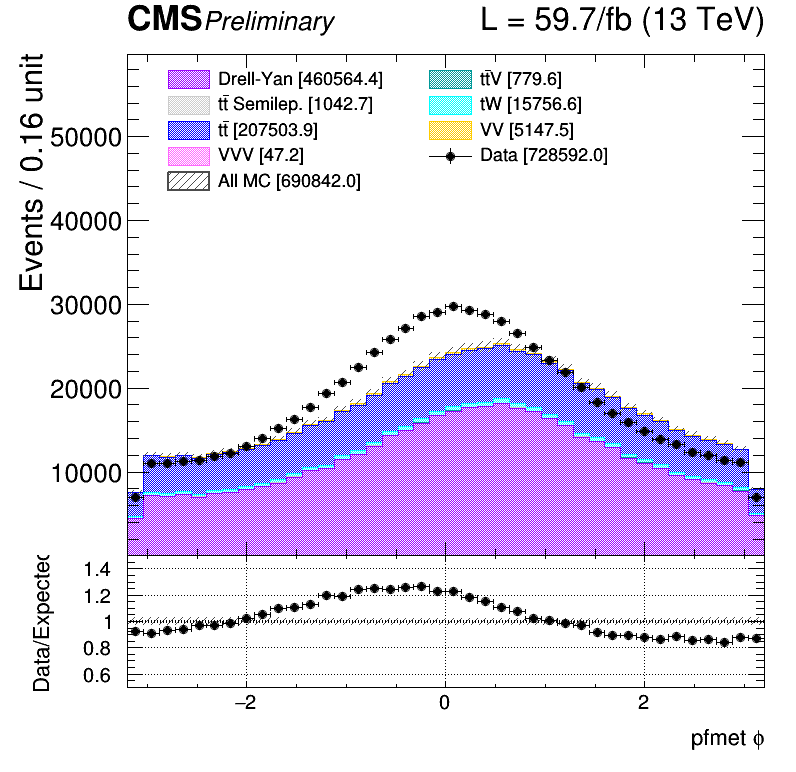 CMS Preliminary L = 59.7/fb (13 TeV)
Drell-Yan [460564.4]
tt̄ Semilep. [1042.7]
tt̄ [207503.9]
VVV [47.2]
All MC [690842.0]
tt̄V [779.6]
tW [15756.6]
VV [5147.5]
Data [728592.0]
Events / 0.16 unit
50000
40000
30000
20000
10000
Data/Expected
1.4
1.2
1
0.8
0.6
−2 0 2
pfmet ϕ